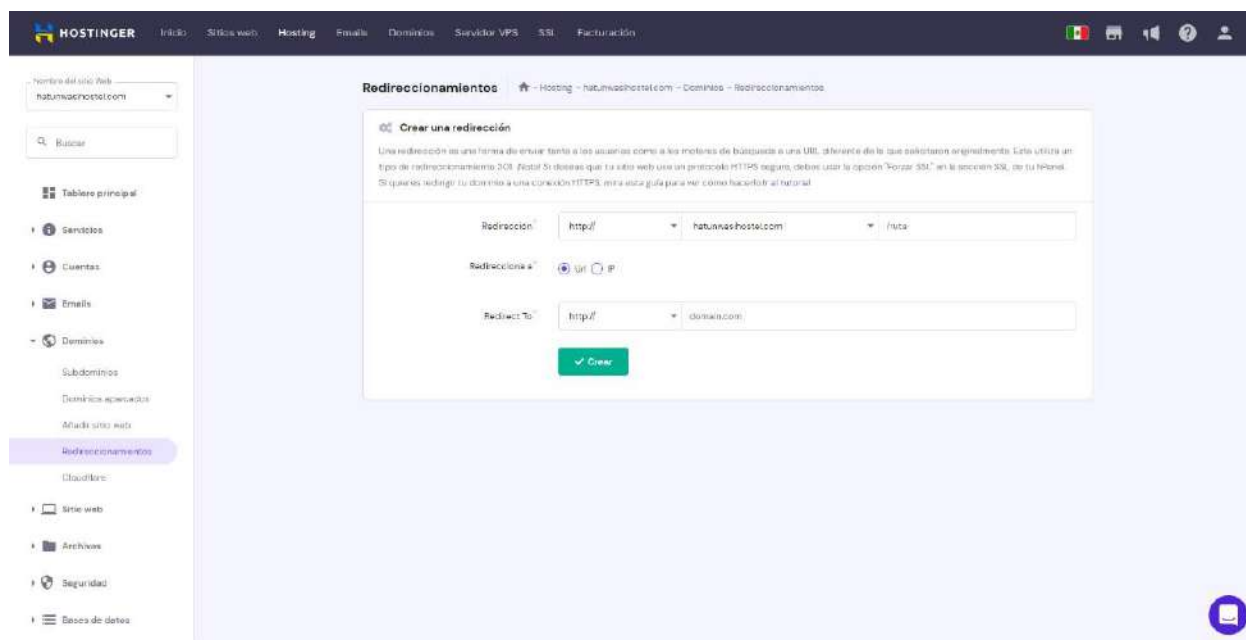 HOSTINGER Inicio Sitios web Hosting Emails Dominios Servidor VPS SSL Facturación
Nombre del sitio Web
hatunwasihostel.com
Redireccionamientos - Hosting - hatunwasihostel.com - Dominios - Redireccionamientos
Crear una redirección
Buscar
Una redirección es una forma de enviar tanto a los usuarios como a los motores de búsqueda a una URL diferente de la que solicitaron originalmente. Esto utiliza un
tipo de redireccionamiento 301. ¡Nota! Si deseas que tu sitio web use un protocolo HTTPS seguro, debes usar la opción "Forzar SSL" en la sección SSL de tu hPanel.
Si quieres redirigir tu dominio a una conexión HTTPS, mira esta guía para ver cómo hacerlo Ir al tutorial
Tablero principal
Servicios
Redirección* http:// hatunwasihostel.com /ruta
Cuentas
Redirecciona a* Url IP
Emails
Redirect To* http:// domain.com
Dominios
Crear
Subdominios
Dominios aparcados
Añadir sitio web
Redireccionamientos
Cloudflare
Sitio web
Archivos
Seguridad
Bases de datos